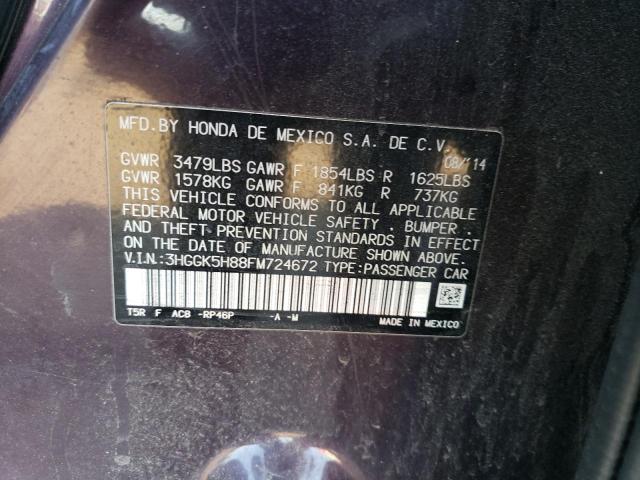 MFD.BY HONDA DE MEXICO S.A. DE C.V.
08/'14
GVWR 3479LBS GAWR F 1854LBS R 1625LBS
GVWR 1578KG GAWR F 841KG R 737KG
THIS VEHICLE CONFORMS TO ALL APPLICABLE
FEDERAL MOTOR VEHICLE SAFETY , BUMPER ,
AND THEFT PREVENTION STANDARDS IN EFFECT
ON THE DATE OF MANUFACTURE SHOWN ABOVE.
V.I.N:3HGGK5H88FM724672 TYPE:PASSENGER CAR
T5R F AC8 -RP46P -A -M MADE IN MEXICO